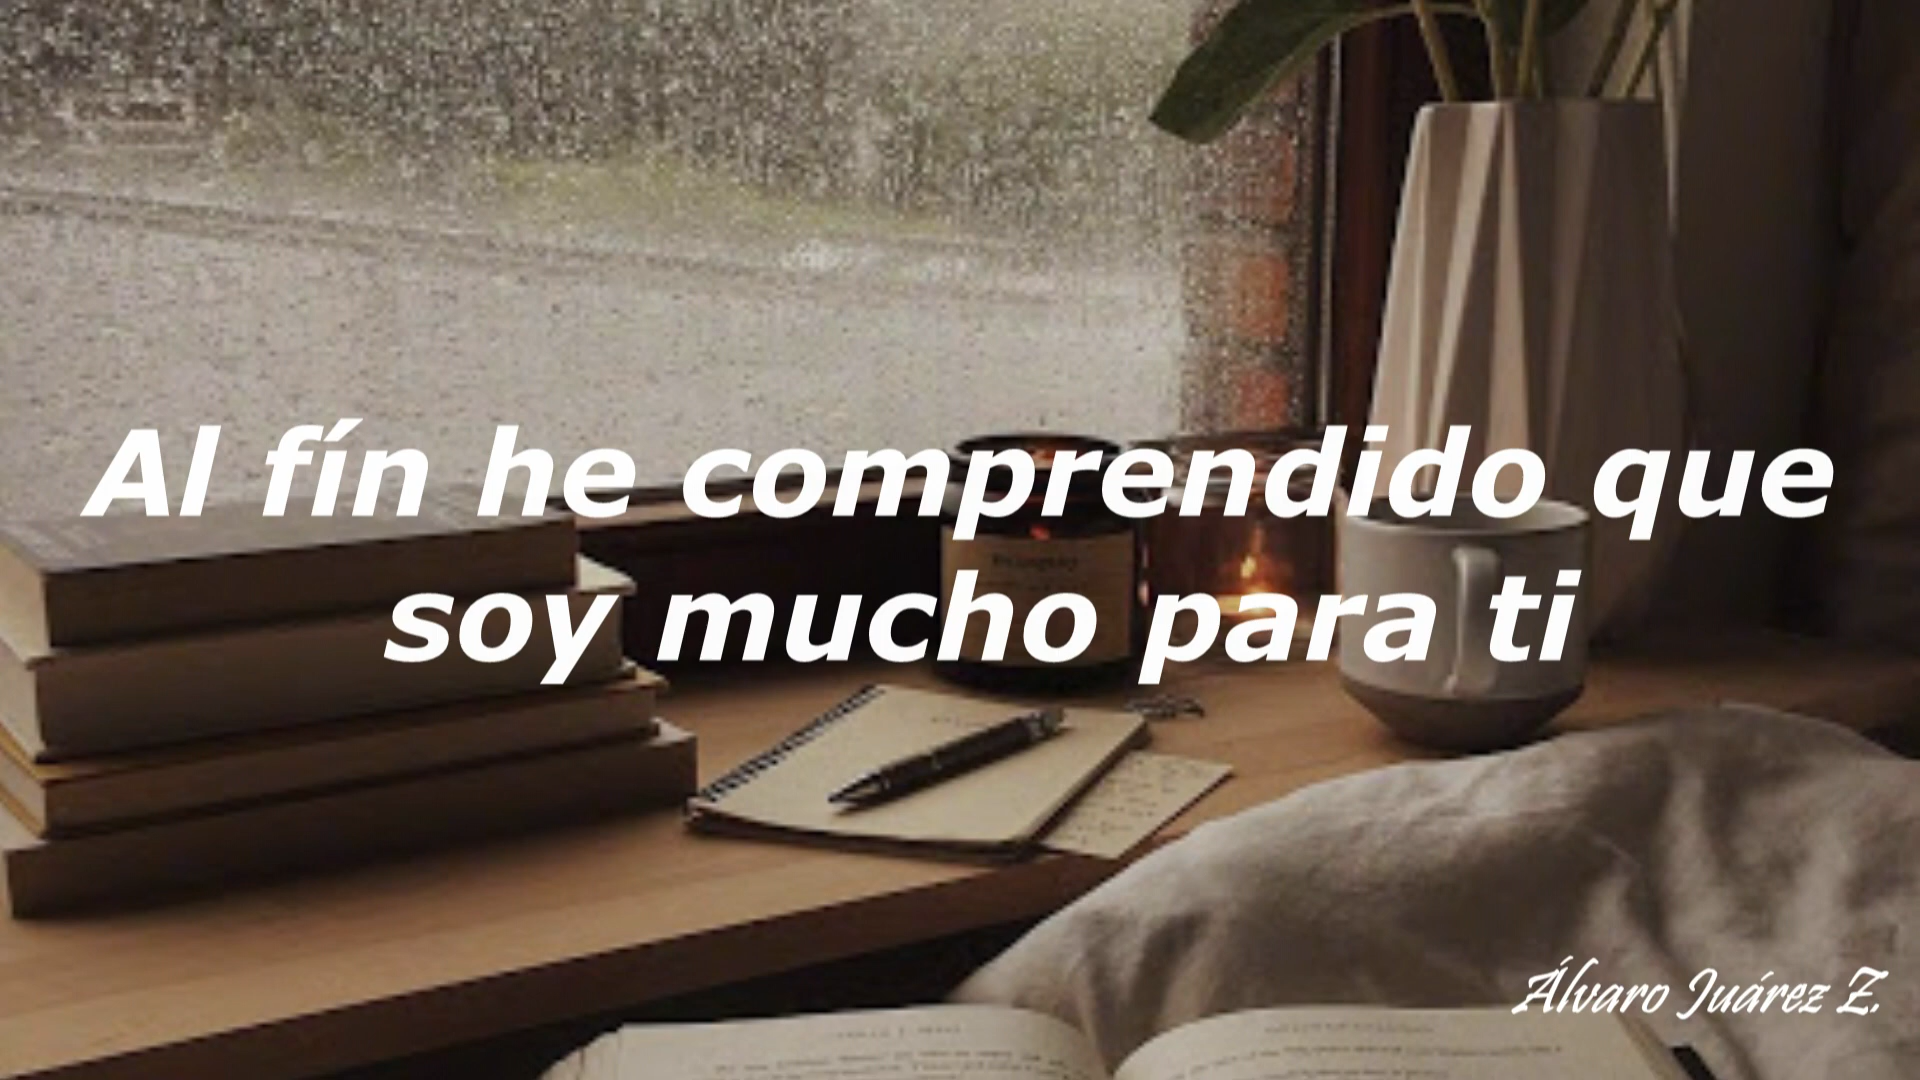 Al fín he comprendido que
soy mucho para ti
Álvaro Juárez Z.